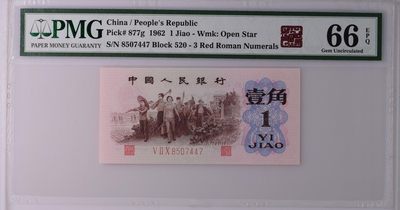 PMG
PAPER MONEY GUARANTY
China / People's Republic
Pick# 877g 1962 1 Jiao - Wmk: Open Star
S/N 8507447 Block 520 - 3 Red Roman Numerals
66 EPQ
Gem Uncirculated
中國人民銀行
壹角
1
YI
JIAO
V II X 8507447